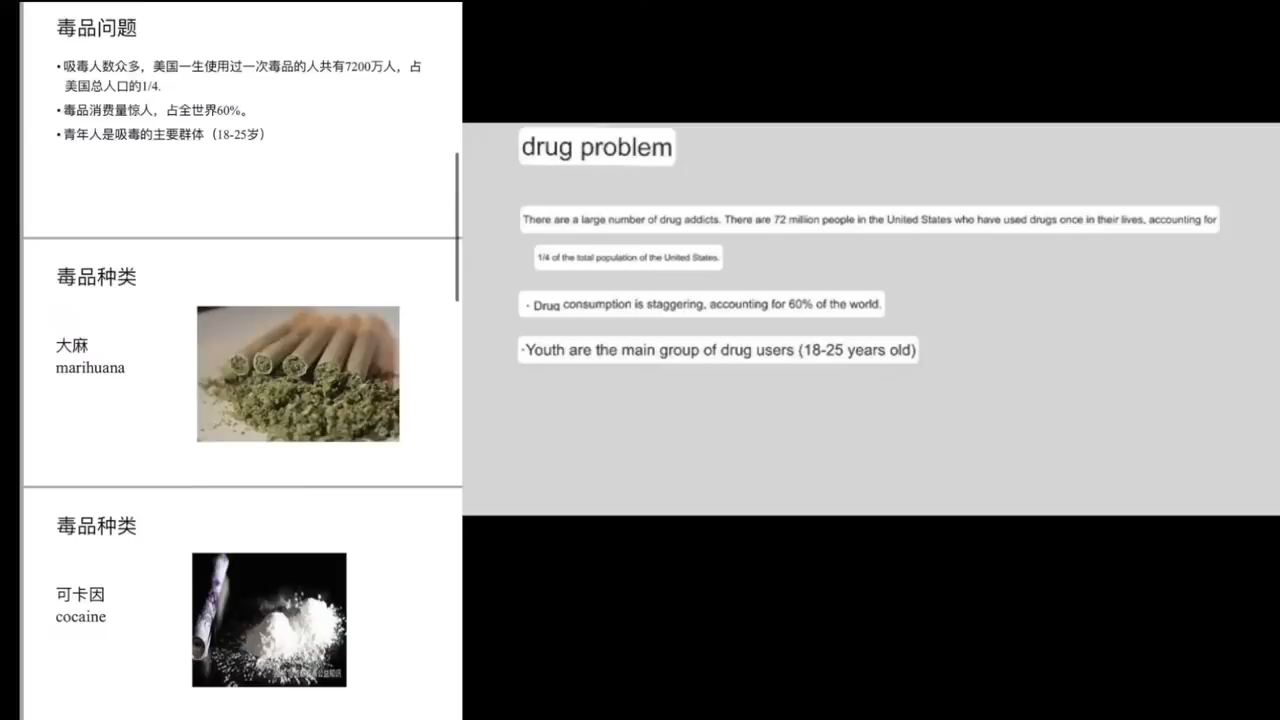 毒品问题
•吸毒人数众多，美国一生使用过一次毒品的人共有7200万人，占
美国总人口的1/4.
•毒品消费量惊人，占全世界60%。
•青年人是吸毒的主要群体（18-25岁）
毒品种类
大麻
marihuana
毒品种类
可卡因
cocaine
drug problem
There are a large number of drug addicts. There are 72 million people in the United States who have used drugs once in their lives, accounting for
1/4 of the total population of the United States.
· Drug consumption is staggering, accounting for 60% of the world.
·Youth are the main group of drug users (18-25 years old)